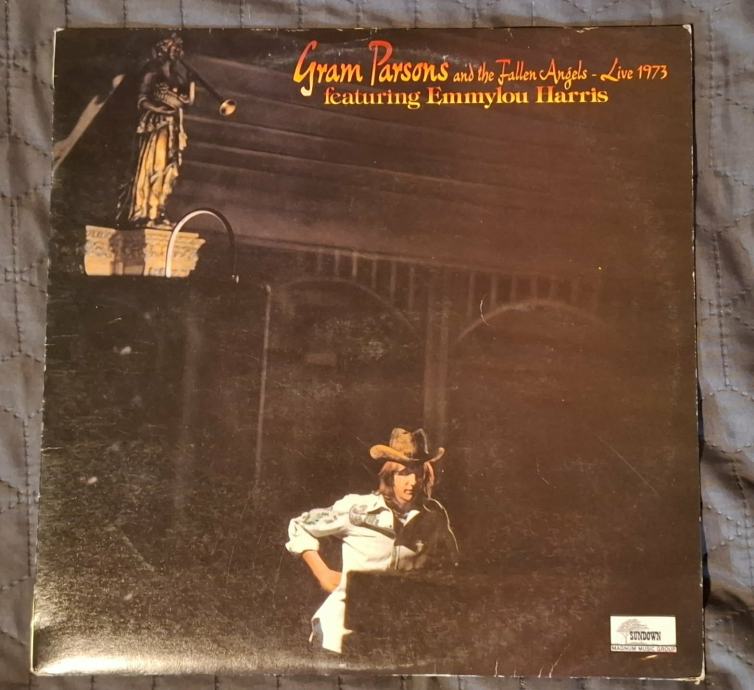 Gram Parsons and the Fallen Angels - Live 1973
featuring Emmylou Harris
SUNDOWN
MAGNUM MUSIC GROUP